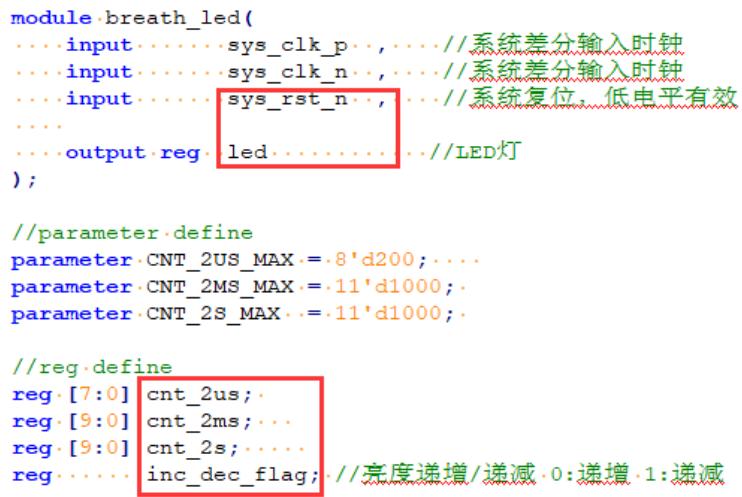 module breath_led(
input sys_clk_p , //系统差分输入时钟
input sys_clk_n , //系统差分输入时钟
input sys_rst_n , //系统复位，低电平有效
output reg led //LED灯
);
//parameter define
parameter CNT_2US_MAX = 8'd200;
parameter CNT_2MS_MAX = 11'd1000;
parameter CNT_2S_MAX = 11'd1000;
//reg define
reg [7:0] cnt_2us;
reg [9:0] cnt_2ms;
reg [9:0] cnt_2s;
reg inc_dec_flag; //亮度递增/递减 0:递增 1:递减